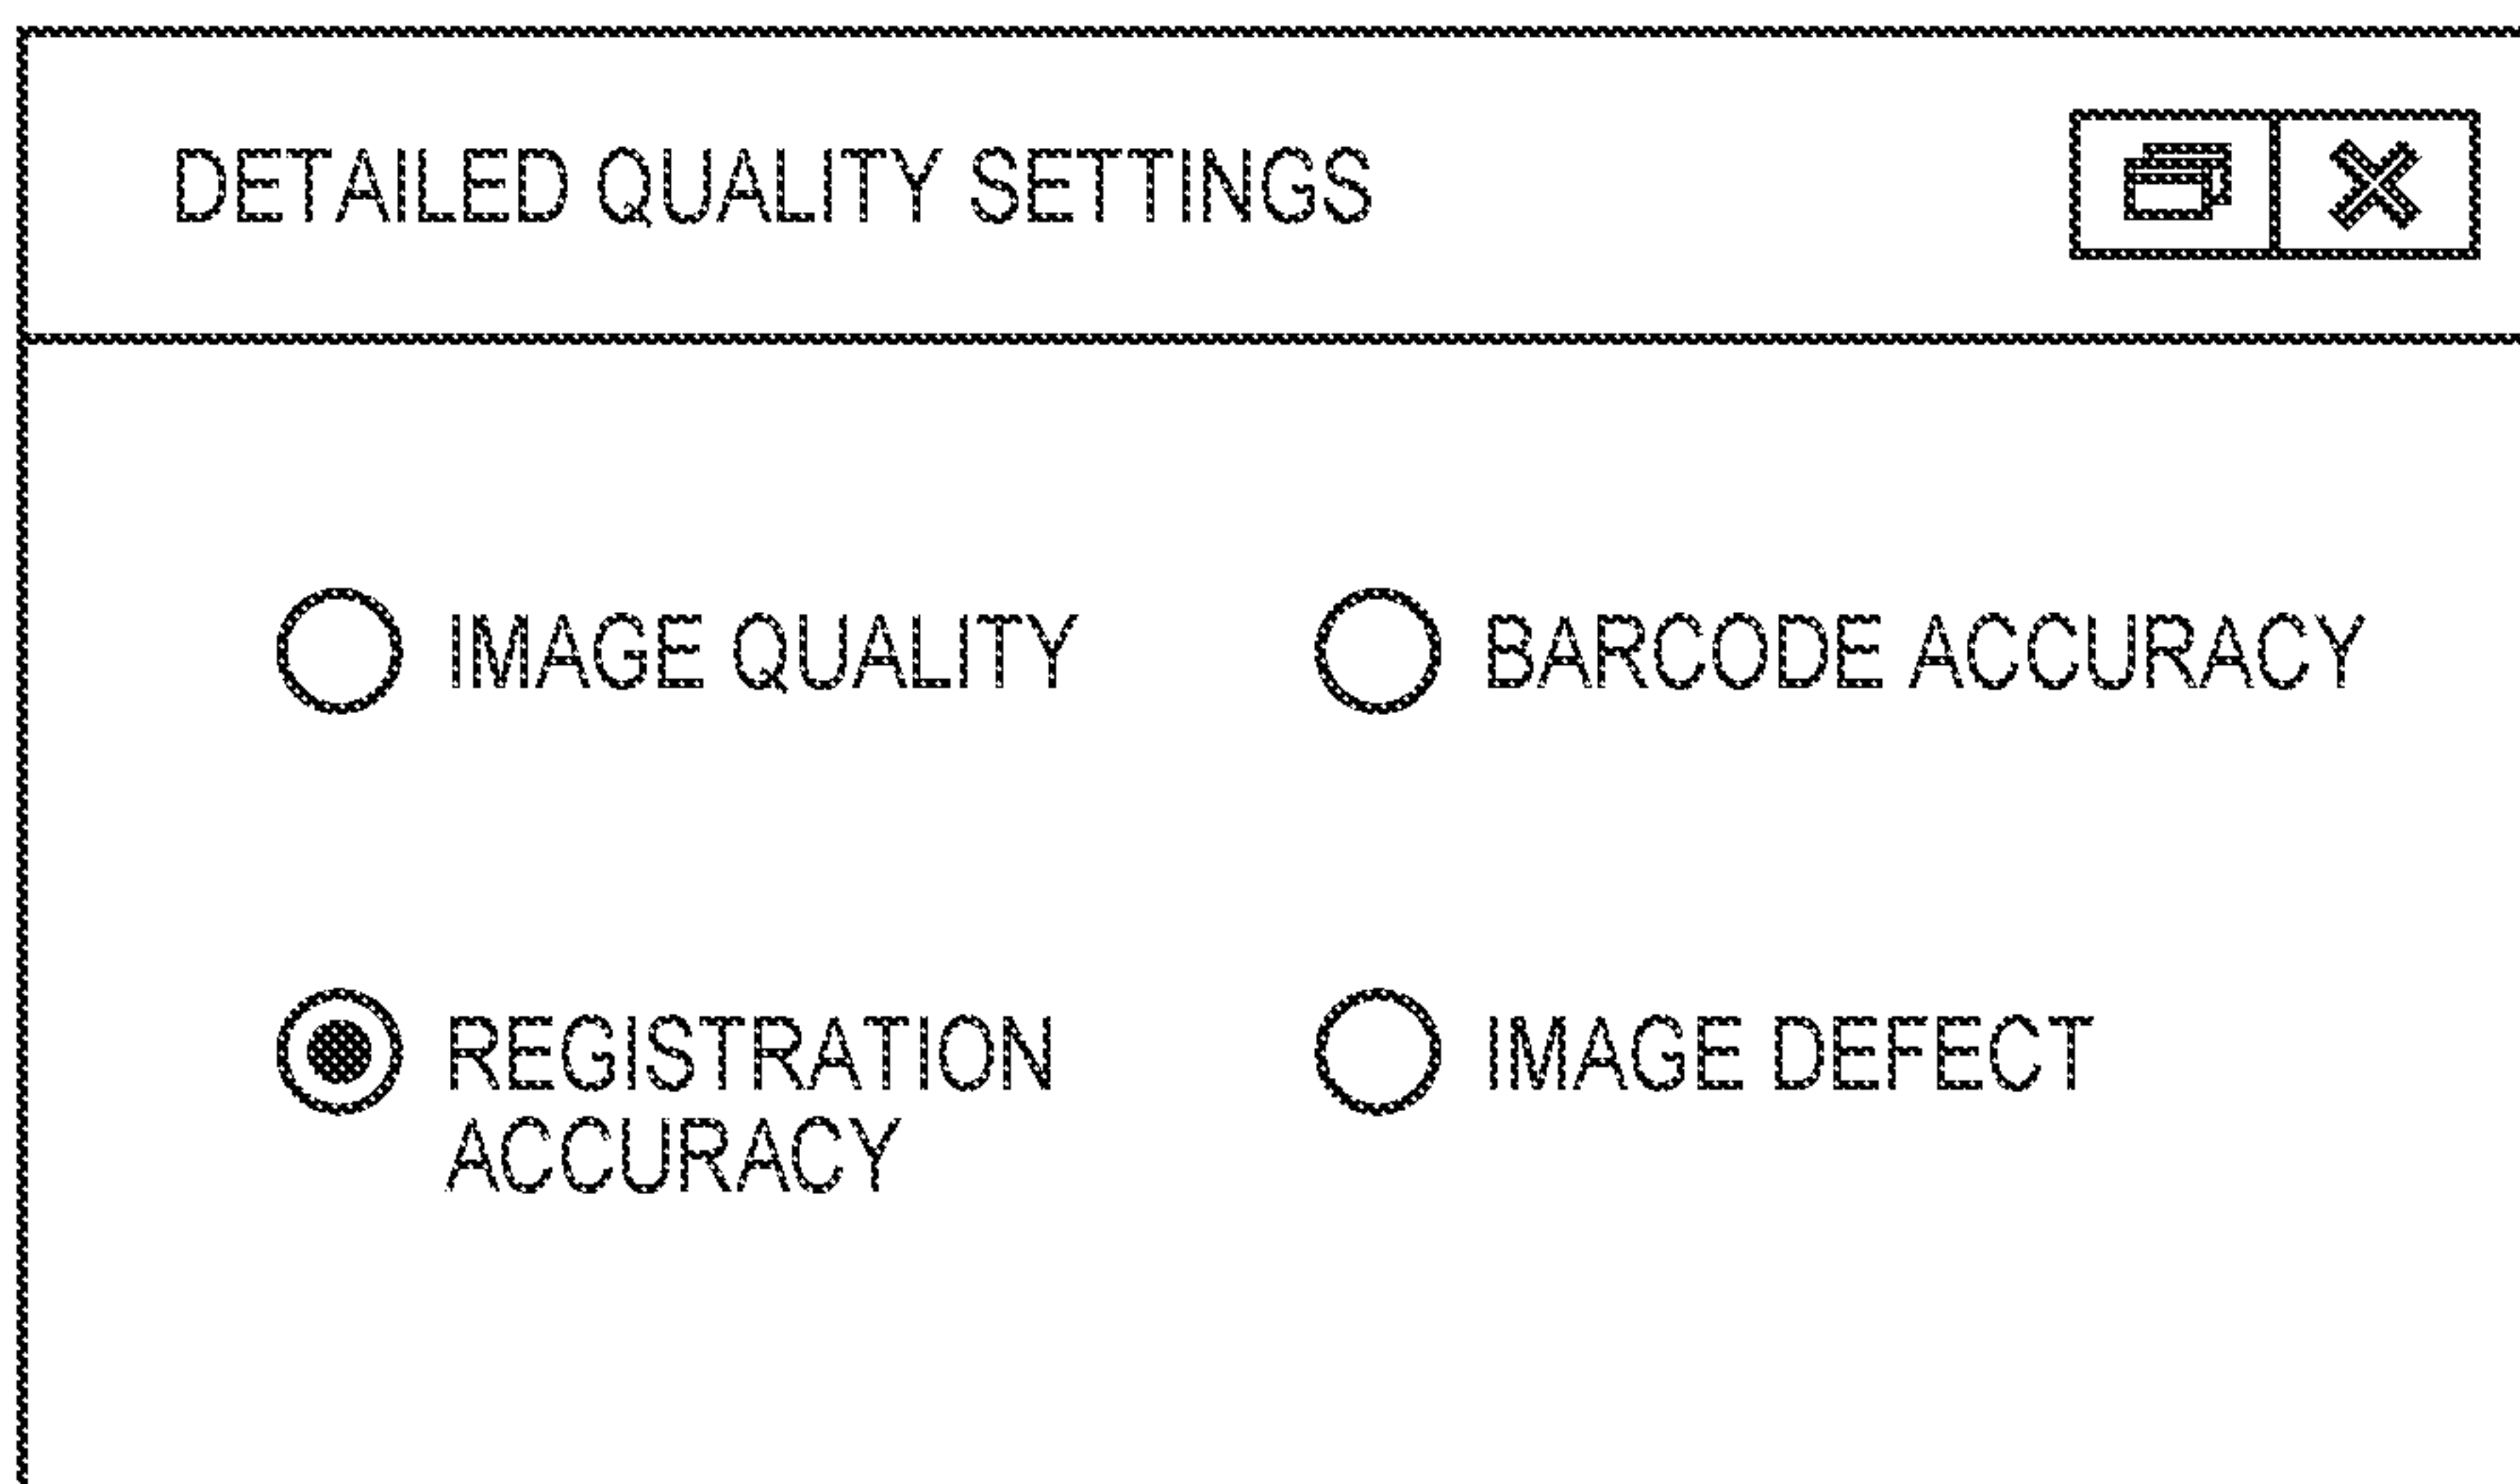 DETAILED QUALITY SETTINGS
IMAGE QUALITY
BARCODE ACCURACY
REGISTRATION
ACCURACY
IMAGE DEFECT